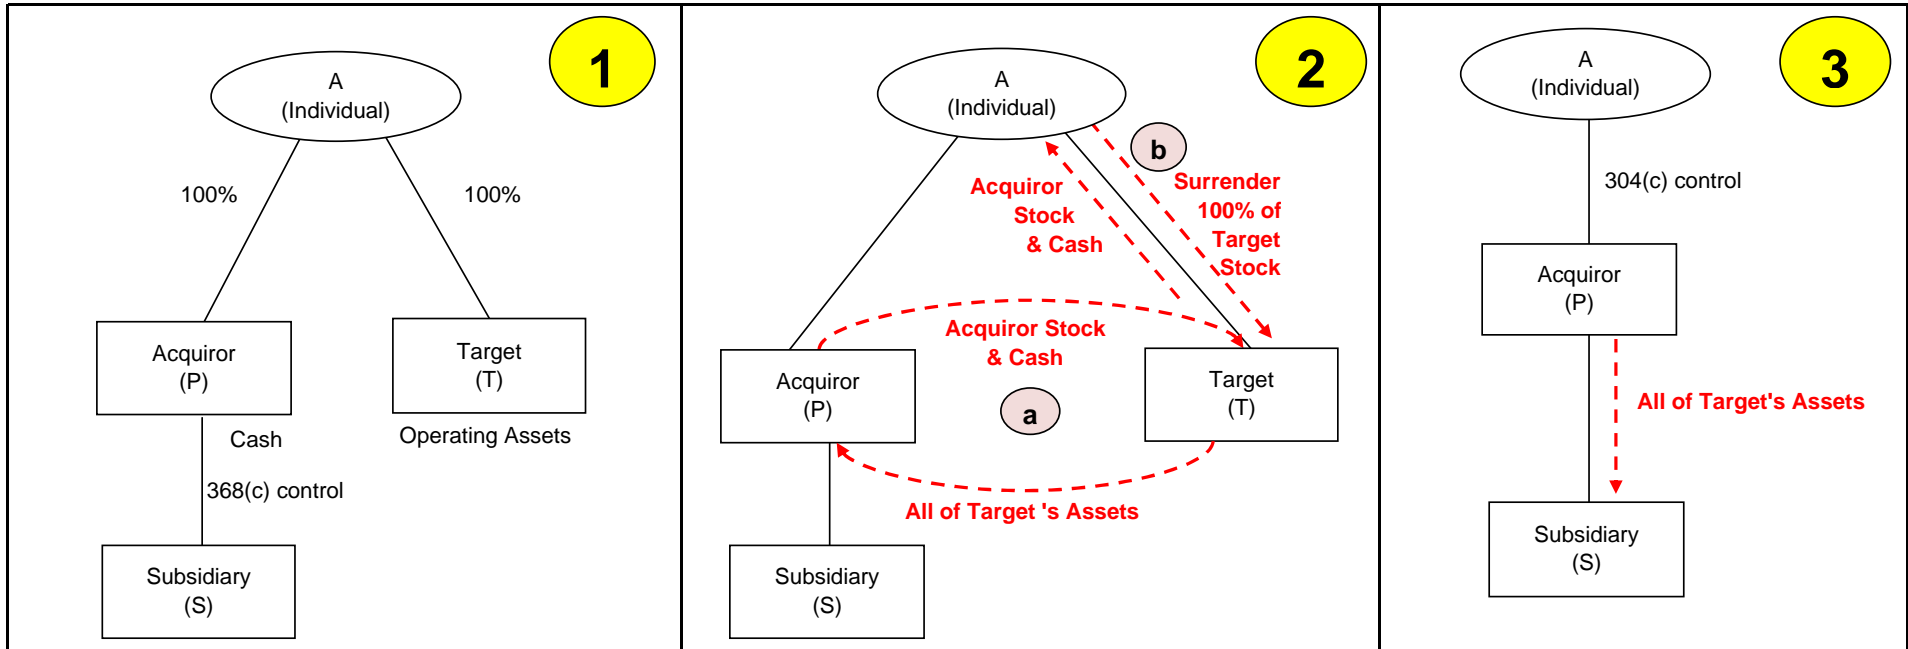 1
A
(Individual)
100%
100%
Acquiror
(P)
Target
(T)
Cash
Operating Assets
368(c) control
Subsidiary
(S)
2
A
(Individual)
b
Acquiror
Stock
& Cash
Surrender
100% of
Target
Stock
Acquiror Stock
& Cash
Acquiror
(P)
a
Target
(T)
All of Target 's Assets
Subsidiary
(S)
3
A
(Individual)
304(c) control
Acquiror
(P)
All of Target's Assets
Subsidiary
(S)